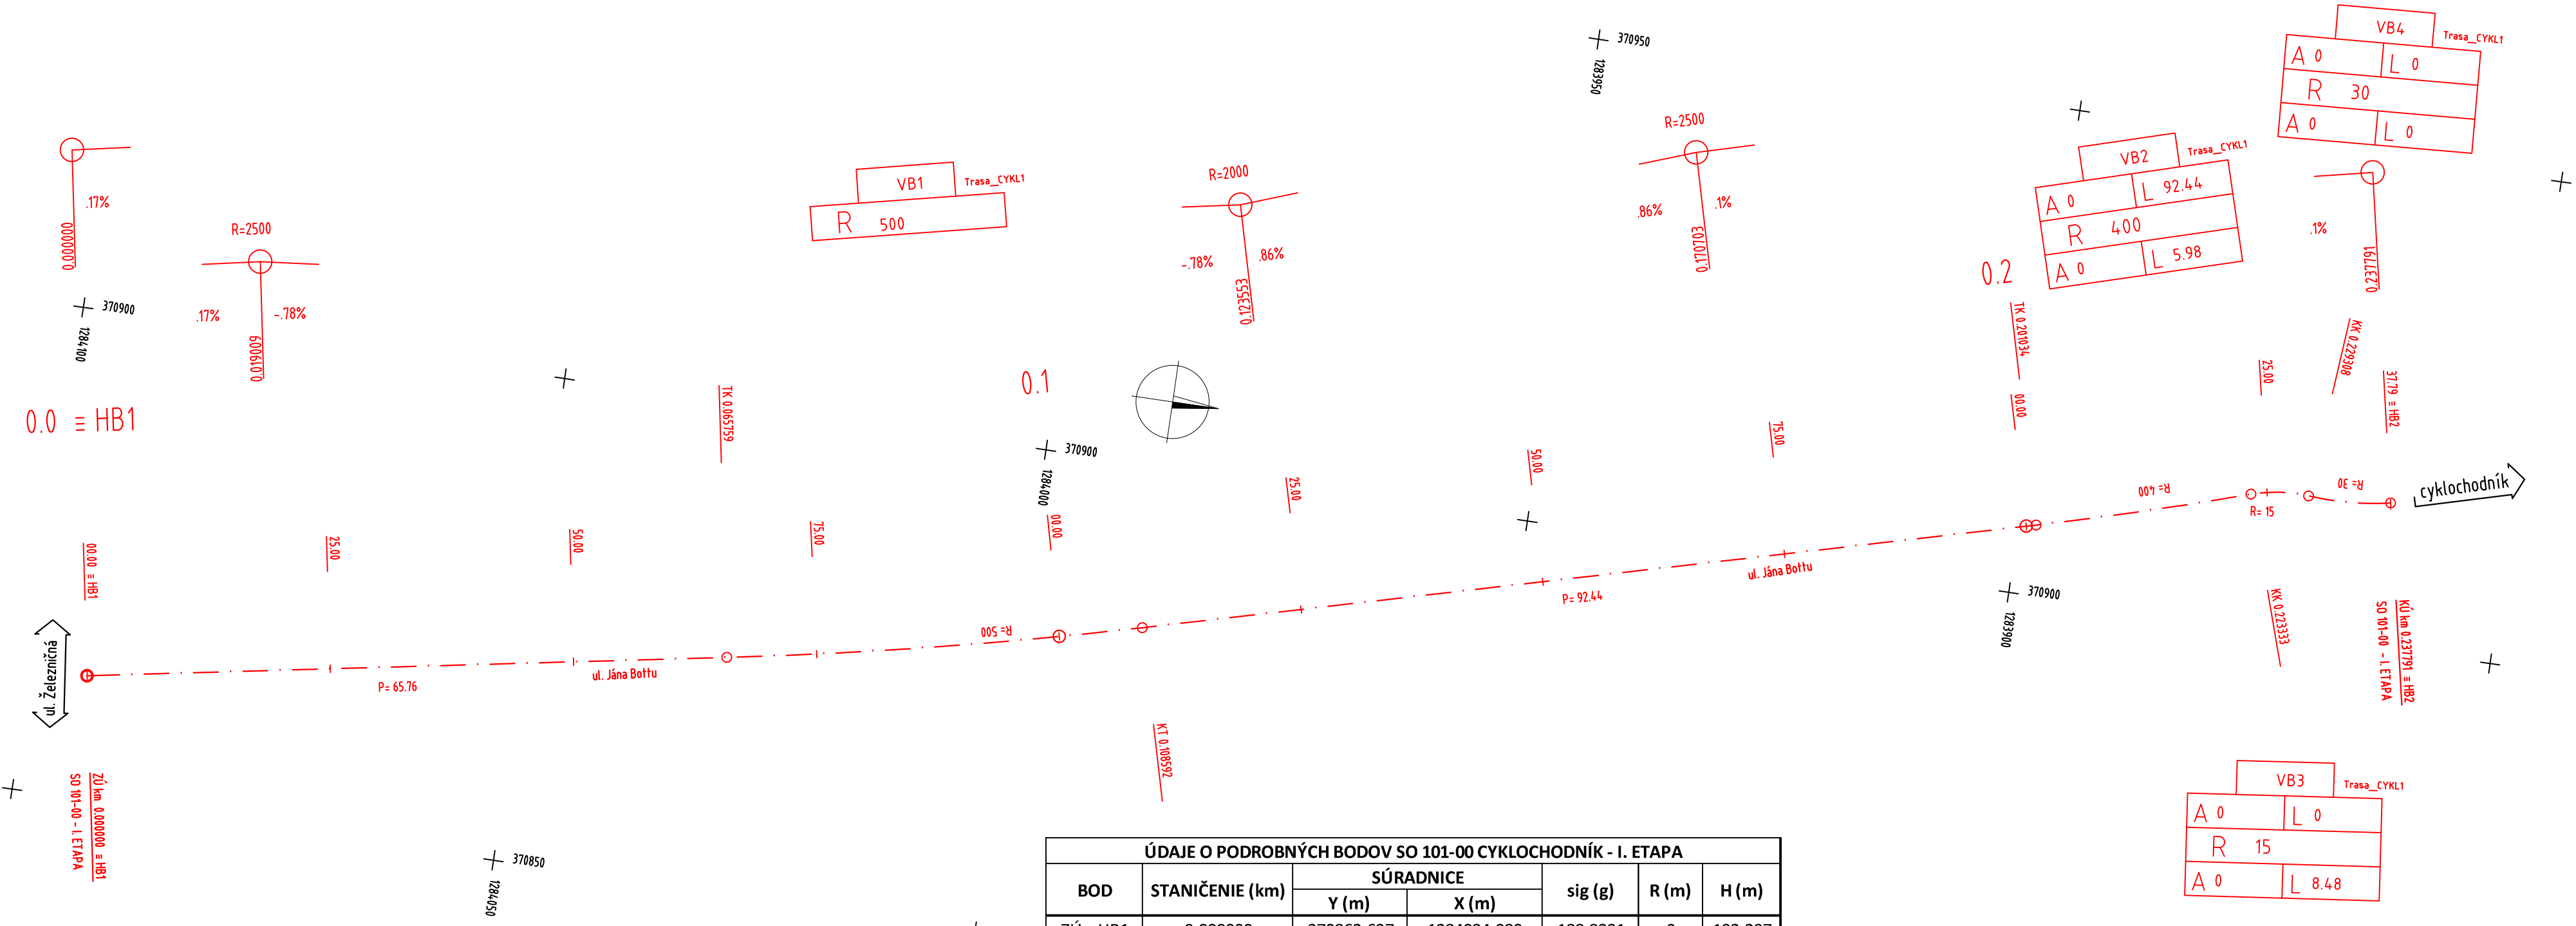 370950
1283950
VB4
Trasa__CYKL1
A 0
L 0
R 30
A 0
L 0
R=2500
.86%
.1%
0.170703
VB2
Trasa__CYKL1
A 0
L 92.44
R 400
A 0
L 5.98
.1%
0.237791
.17%
0.000000
R=2500
.17%
-.78%
0.019009
VB1
Trasa__CYKL1
R 500
R=2000
-.78%
.86%
0.123553
370900
1284100
0.0 ≡ HB1
TK 0.065759
0.1
370900
1284000
0.2
TK 0.201034
KK 0.229308
00.00 ≡ HB1
25.00
50.00
75.00
00.00
25.00
50.00
75.00
00.00
25.00
37.79 ≡ HB2
ul. Železničná
P= 65.76
ul. Jána Bottu
R= 500
P= 92.44
ul. Jána Bottu
R= 400
R= 15
R= 30
cyklochodník
370900
1283900
KK 0.223333
KÚ km 0.237791 ≡ HB2
SO 101-00 - I. ETAPA
KT 0.108592
ZÚ km 0.000000 ≡ HB1
SO 101-00 - I. ETAPA
370850
1284050
VB3
Trasa__CYKL1
A 0
L 0
R 15
A 0
L 8.48
ÚDAJE O PODROBNÝCH BODOV SO 101-00 CYKLOCHODNÍK - I. ETAPA
BOD
STANIČENIE (km)
SÚRADNICE
Y (m)
X (m)
sig (g)
R (m)
H (m)